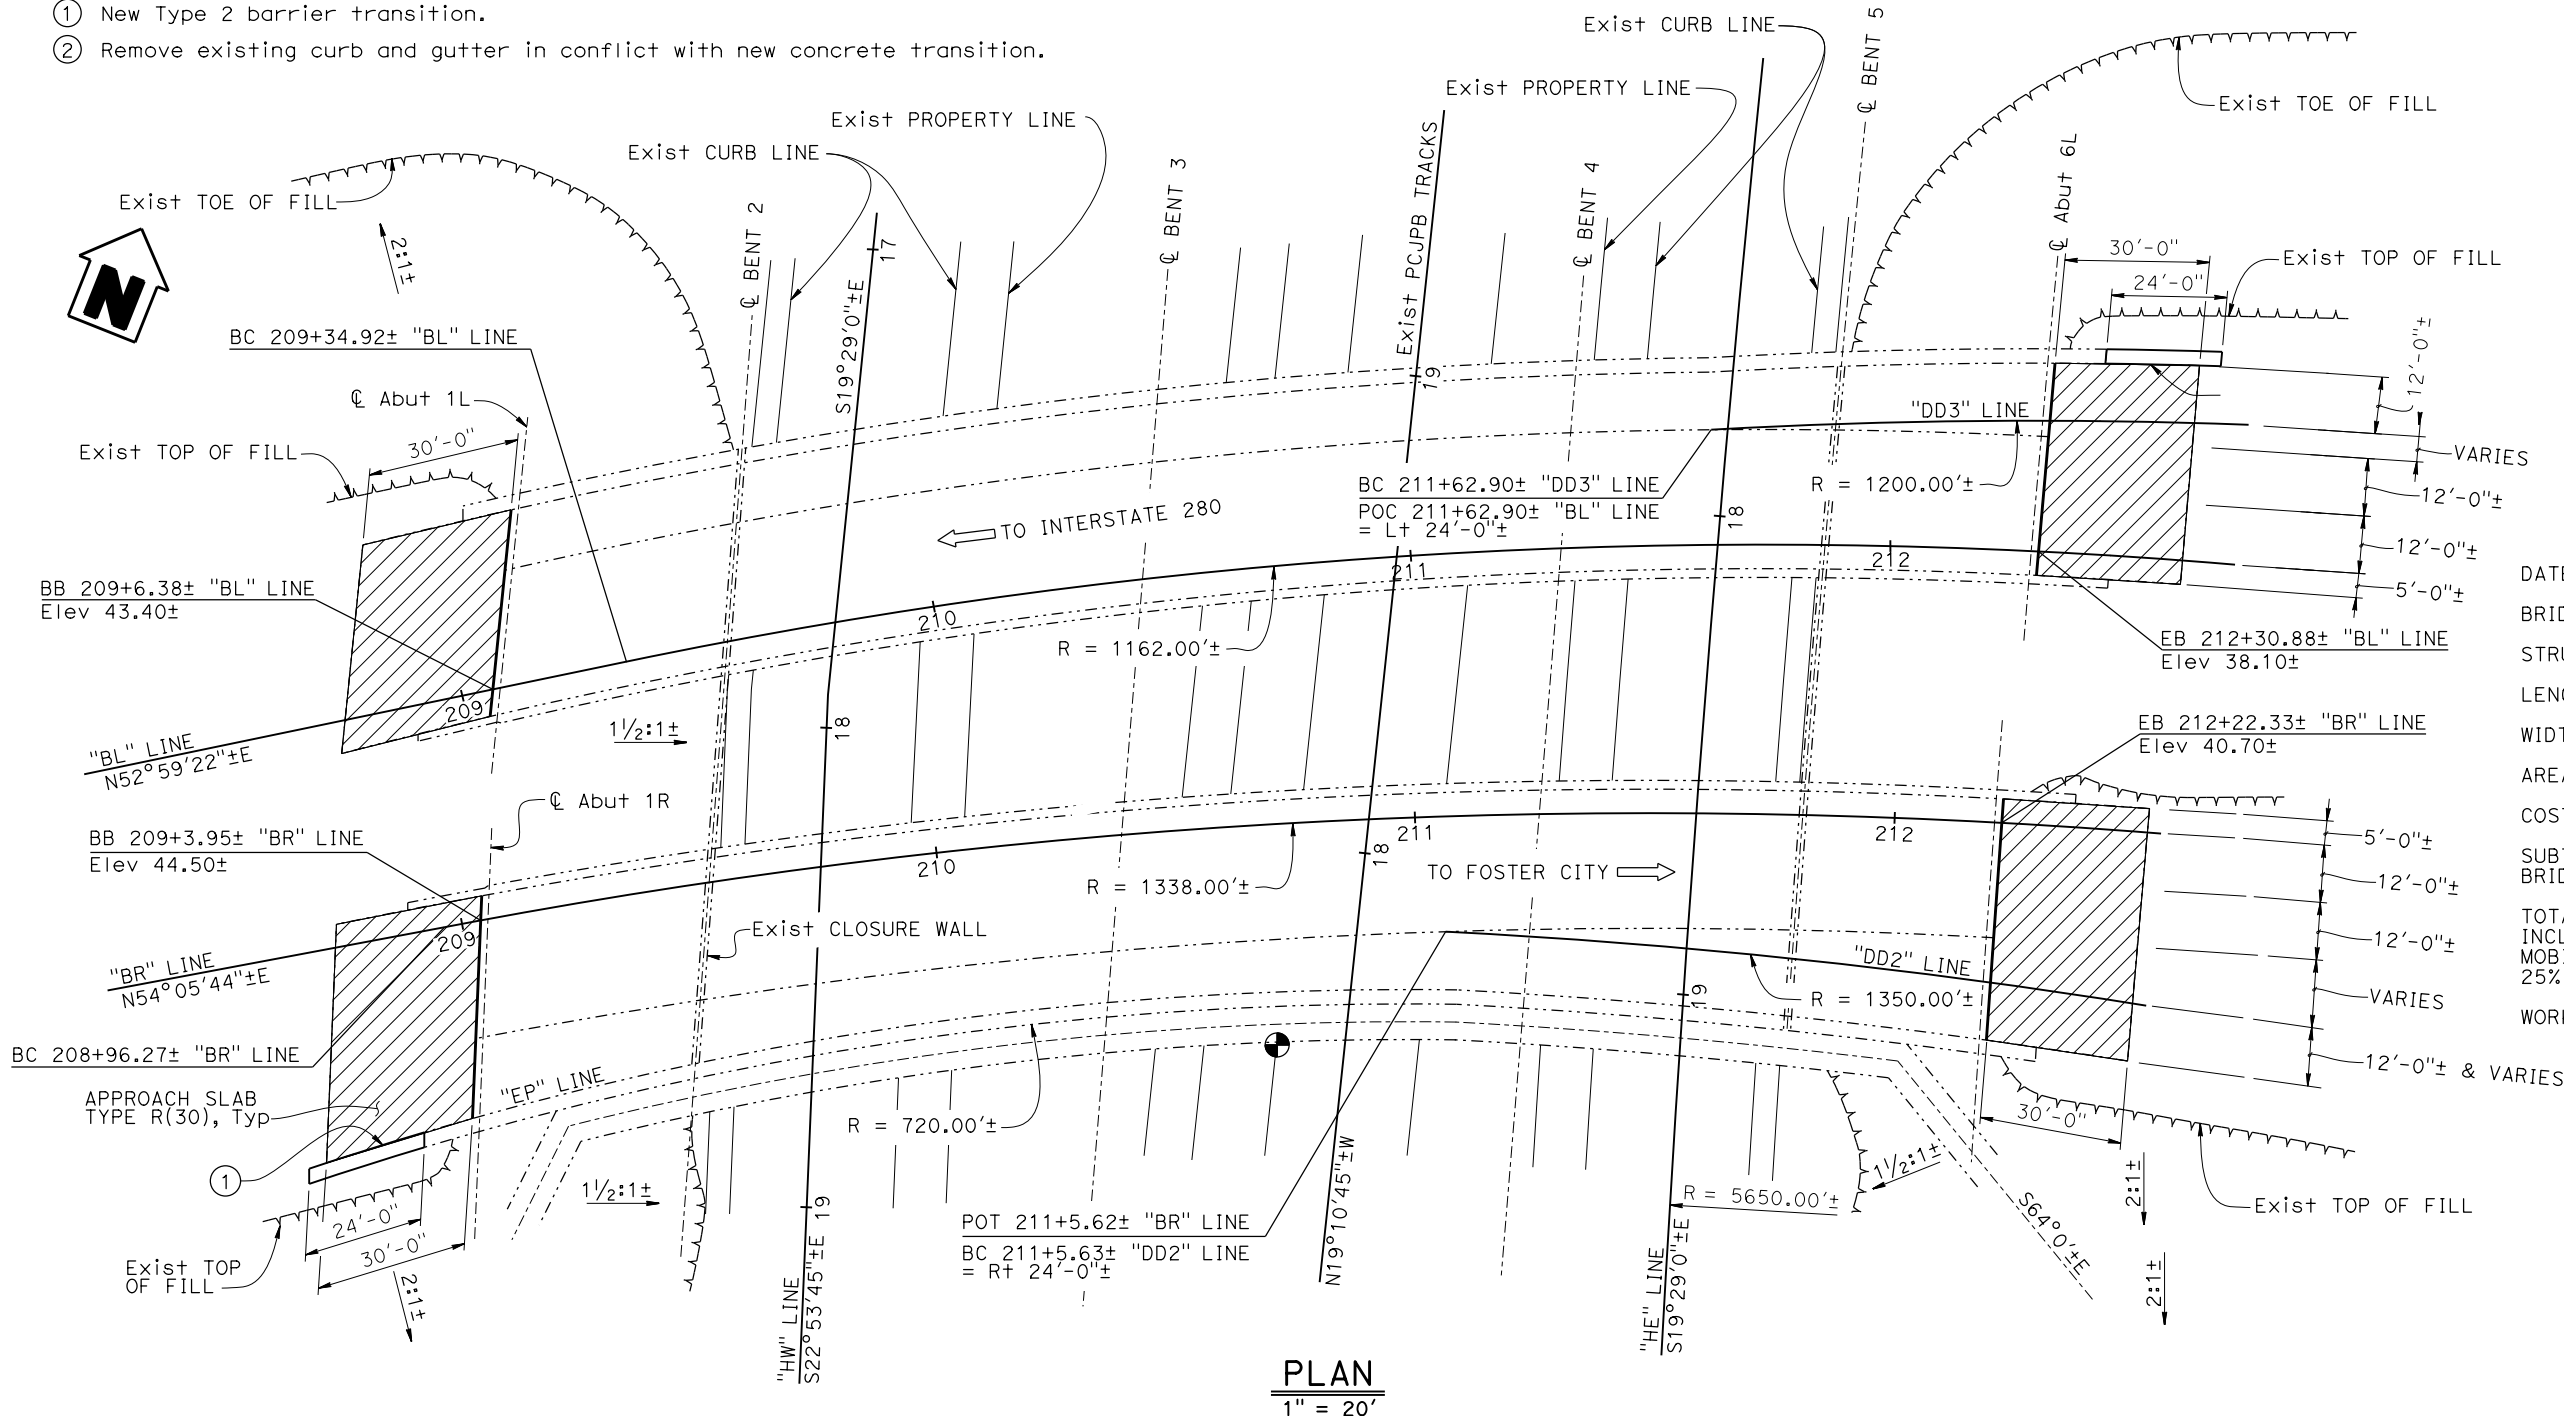 ① New Type 2 barrier transition.
② Remove existing curb and gutter in conflict with new concrete transition.
Exist CURB LINE
Exist PROPERTY LINE
℄ BENT 5
Exist TOE OF FILL
Exist PROPERTY LINE
Exist CURB LINE
Exist TOE OF FILL
2:1±
N
℄ BENT 2
17
S19°29'0"±E
℄ BENT 3
Exist PCJPB TRACKS
19
℄ BENT 4
℄ Abut 6L
30'-0"
24'-0"
Exist TOP OF FILL
12'-0"±
BC 209+34.92± "BL" LINE
℄ Abut 1L
Exist TOP OF FILL
30'-0"
"DD3" LINE
VARIES
BC 211+62.90± "DD3" LINE
POC 211+62.90± "BL" LINE
= Lt 24'-0"±
R = 1200.00'±
12'-0"±
TO INTERSTATE 280
18
12'-0"±
211
212
5'-0"±
BB 209+6.38± "BL" LINE
Elev 43.40±
210
R = 1162.00'±
EB 212+30.88± "BL" LINE
Elev 38.10±
209
"BL" LINE
N52°59'22"±E
1½:1±
18
EB 212+22.33± "BR" LINE
Elev 40.70±
℄ Abut 1R
BB 209+3.95± "BR" LINE
Elev 44.50±
211
212
5'-0"±
210
18
TO FOSTER CITY
R = 1338.00'±
12'-0"±
209
Exist CLOSURE WALL
12'-0"±
"BR" LINE
N54°05'44"±E
"DD2" LINE
R = 1350.00'±
19
VARIES
BC 208+96.27± "BR" LINE
APPROACH SLAB
TYPE R(30), Typ
"EP" LINE
R = 720.00'±
12'-0"± & VARIES
30'-0"
①
1½:1±
1½:1±
2:1±
24'-0"
30'-0"
19
POT 211+5.62± "BR" LINE
BC 211+5.63± "DD2" LINE
= Rt 24'-0"±
N19°10'45"±W
R = 5650.00'±
S64°0'±E
Exist TOP OF FILL
Exist TOP
OF FILL
2:1±
2:1±
"HW" LINE
S22°53'45"±E
"HE" LINE
S19°29'0"±E
PLAN
1" = 20'
DATE
BRID
STRU
LENG
WIDT
AREA
COST
SUBT
BRID
TOTA
INCL
MOBI
25%
WORK